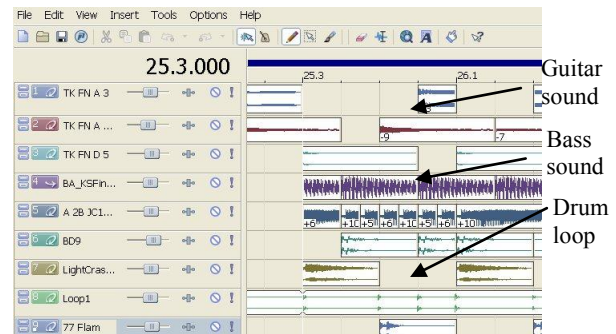 File Edit View Insert Tools Options Help
25.3.000
25.3 26.1
Guitar
sound
1 TK FN A 3
2 TK FN A ...
-9 -7
Bass
sound
3 TK FN D 5
4 BA_KSFin...
5 A 2B JC1...
+6 +10 +5 +6 +10 +5 +6 +10
Drum
loop
6 BD9
7 LightCras...
8 Loop1
9 77 Flam